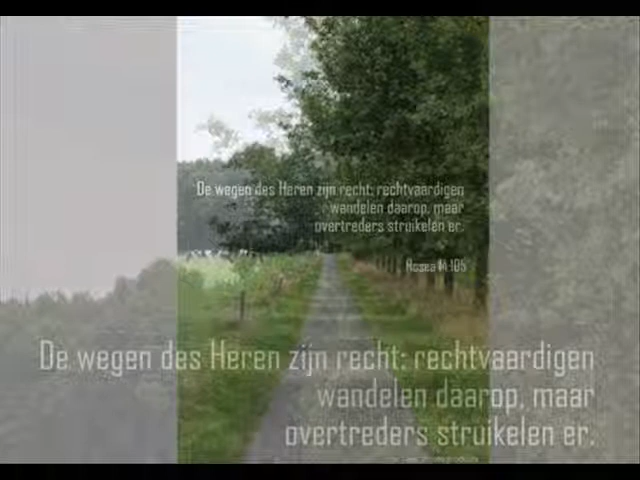 De wegen des Heren zijn recht; rechtvaardigen
wandelen daarop, maar
overtreders struikelen er.
Hosea 14:10b
De wegen des Heren zijn recht; rechtvaardigen
wandelen daarop, maar
overtreders struikelen er.